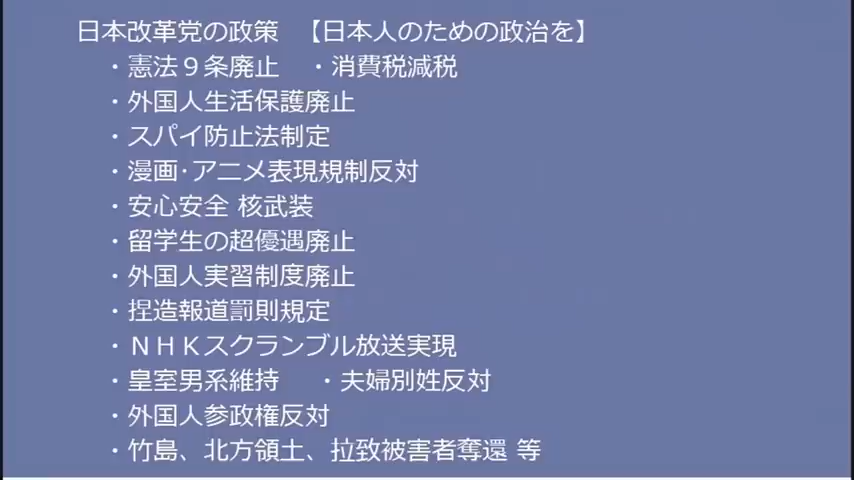 日本改革党の政策　【日本人のための政治を】
・憲法９条廃止　・消費税減税
・外国人生活保護廃止
・スパイ防止法制定
・漫画･アニメ表現規制反対
・安心安全 核武装
・留学生の超優遇廃止
・外国人実習制度廃止
・捏造報道罰則規定
・ＮＨＫスクランブル放送実現
・皇室男系維持　・夫婦別姓反対
・外国人参政権反対
・竹島、北方領土、拉致被害者奪還 等